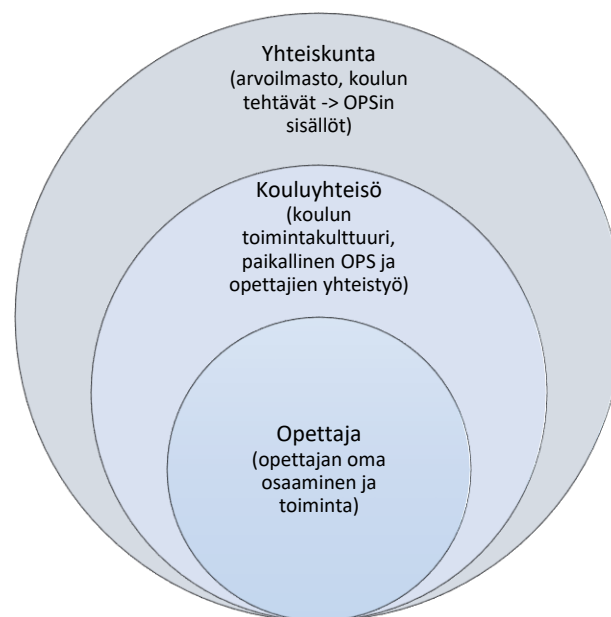 Yhteiskunta
(arvoilmasto, koulun
tehtävät -> OPSin
sisällöt)
Kouluyhteisö
(koulun
toimintakulttuuri,
paikallinen OPS ja
opettajien yhteistyö)
Opettaja
(opettajan oma
osaaminen ja
toiminta)